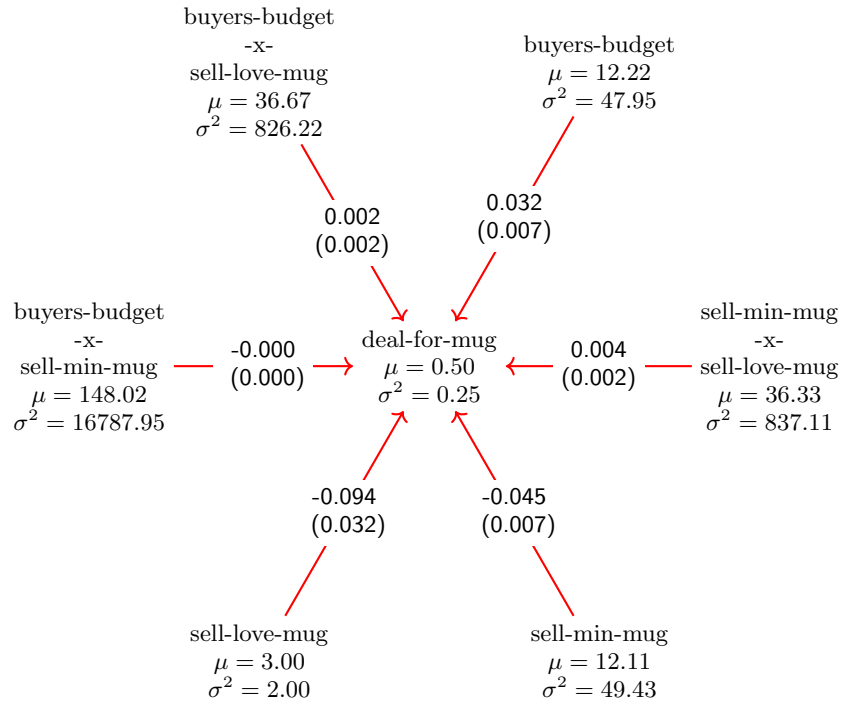 buyers-budget
-x-
sell-love-mug
μ = 36.67
σ² = 826.22
buyers-budget
μ = 12.22
σ² = 47.95
0.002
(0.002)
0.032
(0.007)
buyers-budget
-x-
sell-min-mug
μ = 148.02
σ² = 16787.95
-0.000
(0.000)
deal-for-mug
μ = 0.50
σ² = 0.25
0.004
(0.002)
sell-min-mug
-x-
sell-love-mug
μ = 36.33
σ² = 837.11
-0.094
(0.032)
-0.045
(0.007)
sell-love-mug
μ = 3.00
σ² = 2.00
sell-min-mug
μ = 12.11
σ² = 49.43